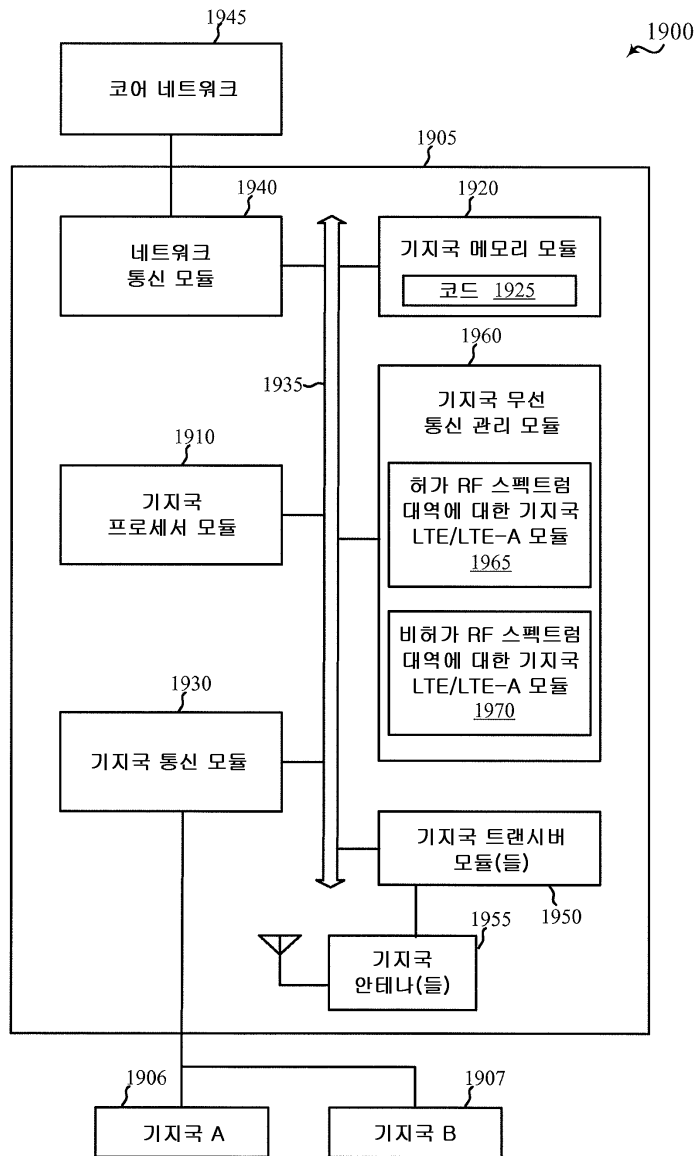 1945
1900
코어 네트워크
1905
1940
1920
네트워크
통신 모듈
기지국 메모리 모듈
코드 1925
1960
1935
기지국 무선
통신 관리 모듈
1910
기지국
프로세서 모듈
허가 RF 스펙트럼
대역에 대한 기지국
LTE/LTE-A 모듈
1965
비허가 RF 스펙트럼
대역에 대한 기지국
LTE/LTE-A 모듈
1970
1930
기지국 통신 모듈
기지국 트랜시버
모듈(들)
1950
1955
기지국
안테나(들)
1906
1907
기지국 A
기지국 B